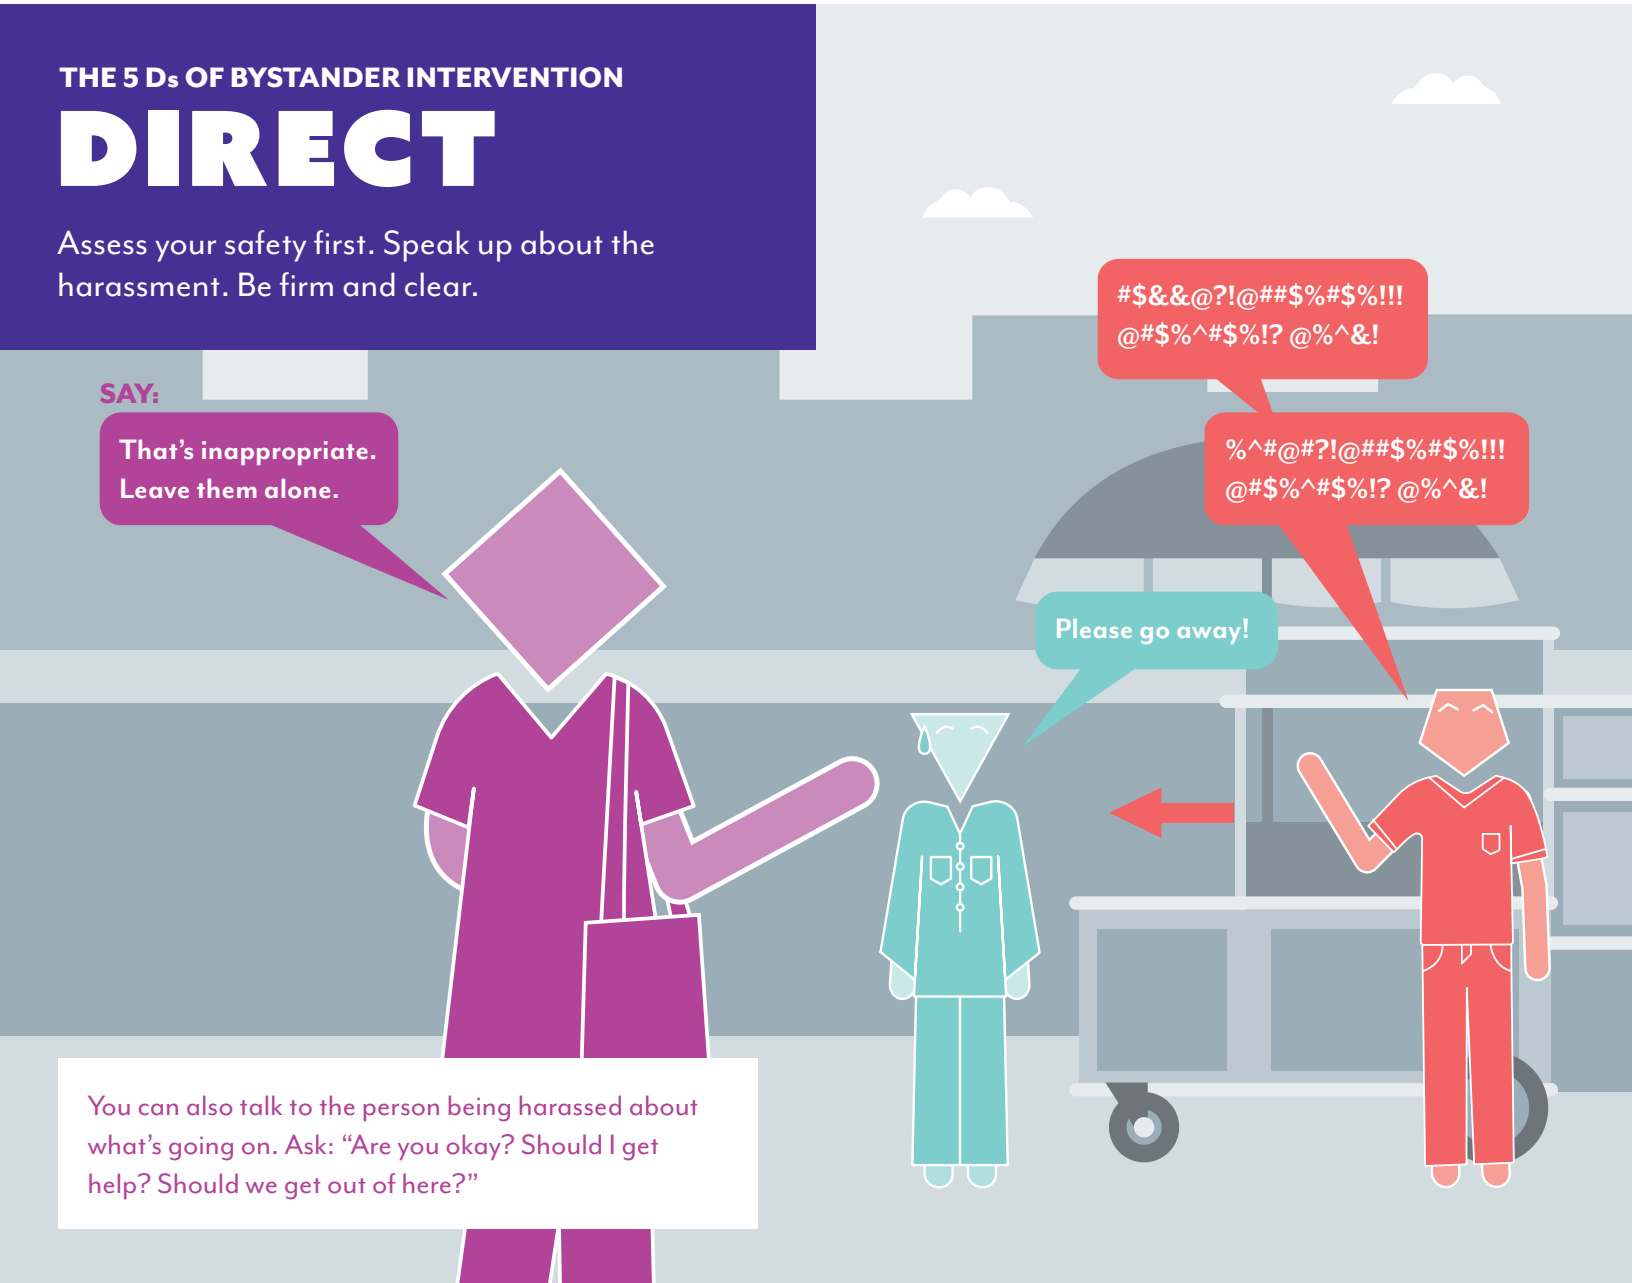 THE 5 Ds OF BYSTANDER INTERVENTION
DIRECT
Assess your safety first. Speak up about the
harassment. Be firm and clear.
SAY:
That’s inappropriate.
Leave them alone.
#$&&@?!@##$%#$%!!!
@#$%^#$%!? @%^&!
%^#@#?!@##$%#$%!!!
@#$%^#$%!? @%^&!
Please go away!
You can also talk to the person being harassed about
what’s going on. Ask: “Are you okay? Should I get
help? Should we get out of here?”